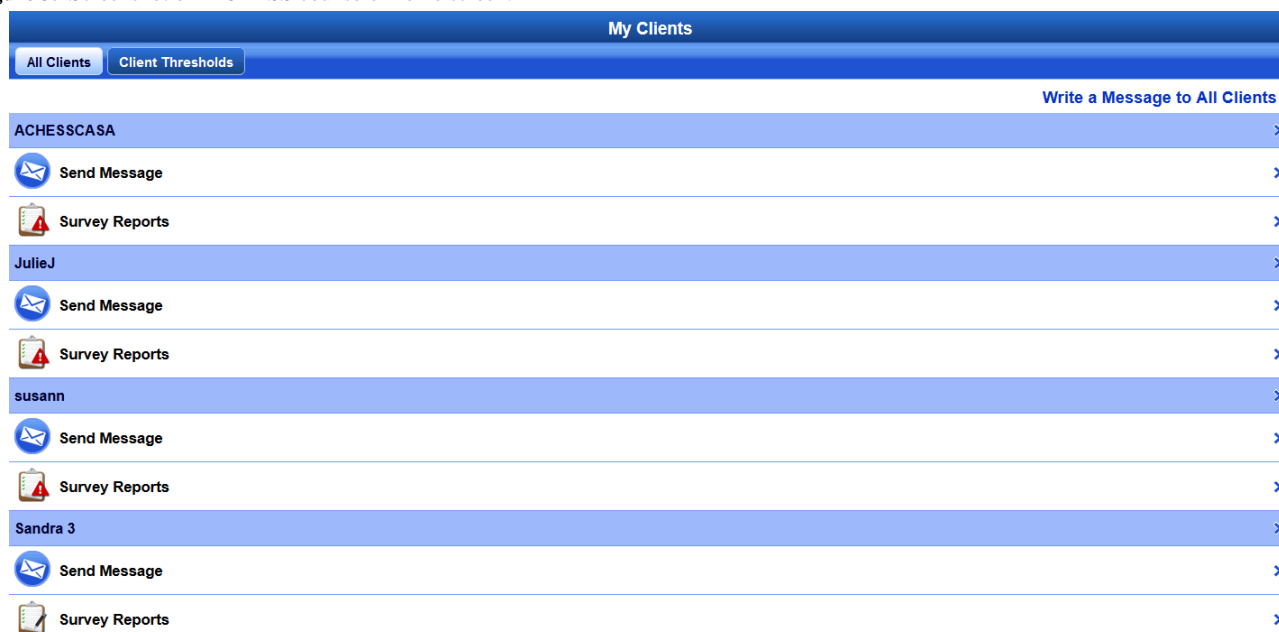 My Clients
All Clients Client Thresholds
Write a Message to All Clients
ACHESSCASA
Send Message
Survey Reports
JulieJ
Send Message
Survey Reports
susann
Send Message
Survey Reports
Sandra 3
Send Message
Survey Reports